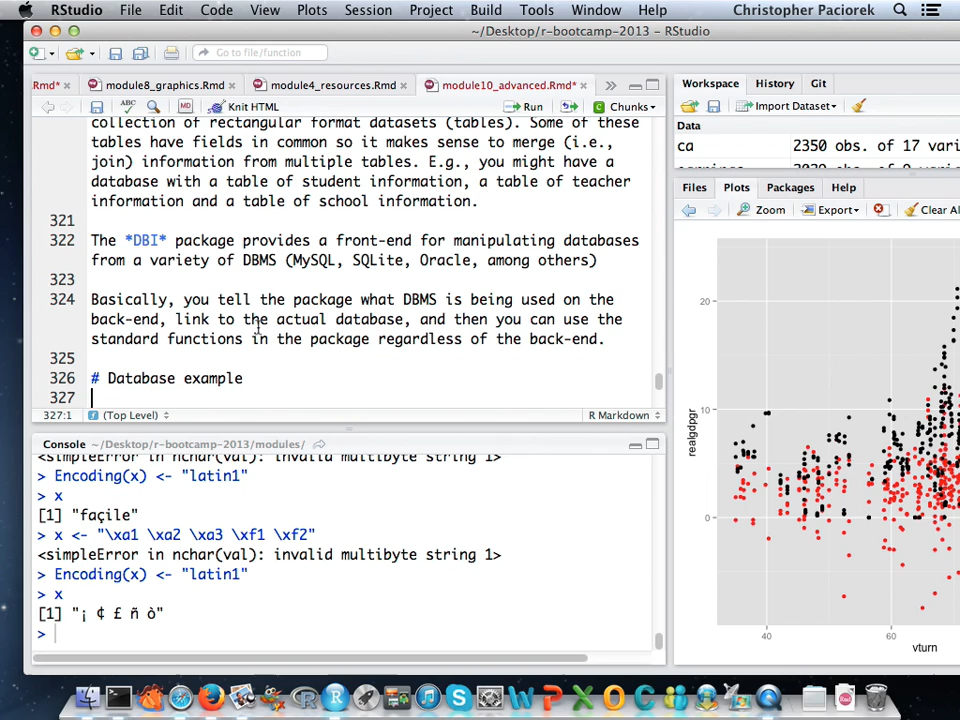 RStudio File Edit Code View Plots Session Project Build Tools Window Help Christopher Paciorek
~/Desktop/r-bootcamp-2013 – RStudio
Go to file/function
Rmd* module8_graphics.Rmd module4_resources.Rmd module10_advanced.Rmd*
ABC MD Knit HTML Run Chunks
collection of rectangular format datasets (tables). Some of these
tables have fields in common so it makes sense to merge (i.e.,
join) information from multiple tables. E.g., you might have a
database with a table of student information, a table of teacher
information and a table of school information.
321
322 The *DBI* package provides a front-end for manipulating databases
from a variety of DBMS (MySQL, SQLite, Oracle, among others)
323
324 Basically, you tell the package what DBMS is being used on the
back-end, link to the actual database, and then you can use the
standard functions in the package regardless of the back-end.
325
326 # Database example
327
327:1 (Top Level) R Markdown
Console ~/Desktop/r-bootcamp-2013/modules/
<simpleError in nchar(val): invalid multibyte string 1>
> Encoding(x) <- "latin1"
> x
[1] "façile"
> x <- "\xa1 \xa2 \xa3 \xf1 \xf2"
<simpleError in nchar(val): invalid multibyte string 1>
> Encoding(x) <- "latin1"
> x
[1] "¡ ¢ £ ñ ò"
>
Workspace History Git
Import Dataset
Data
ca 2350 obs. of 17 vari
Files Plots Packages Help
Zoom Export Clear Al
20
10
0
realgdpgr
40 60
vturn